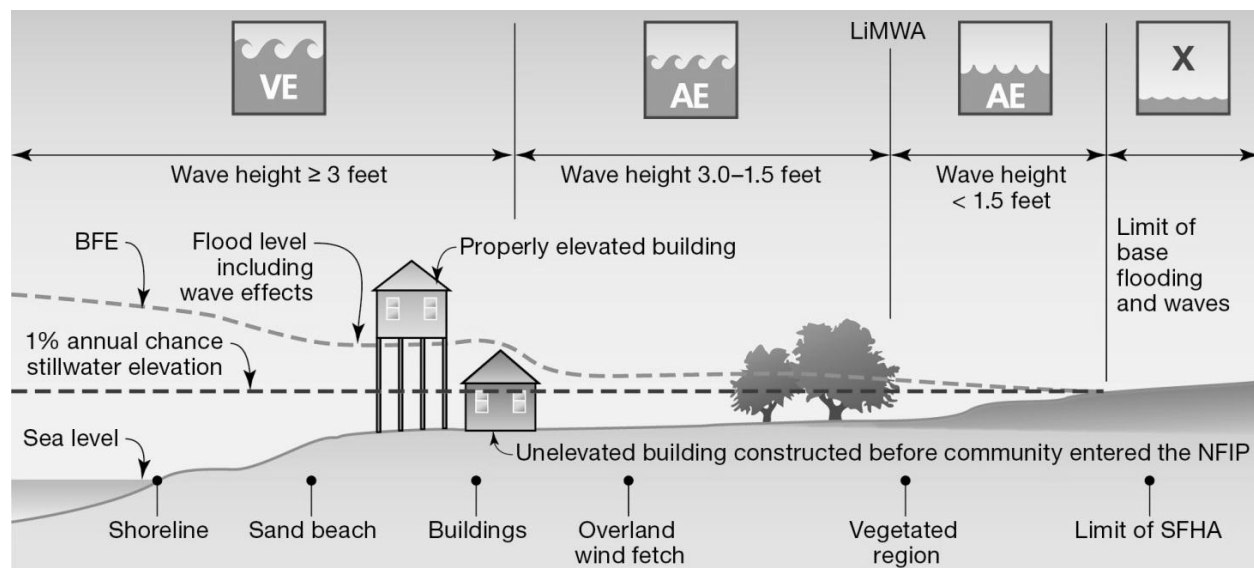 VE
AE
LiMWA
AE
X
Wave height ≥ 3 feet
Wave height 3.0–1.5 feet
Wave height
< 1.5 feet
BFE
Flood level
including
wave effects
Properly elevated building
Limit of
base
flooding
and waves
1% annual chance
stillwater elevation
Sea level
Unelevated building constructed before community entered the NFIP
Shoreline
Sand beach
Buildings
Overland
wind fetch
Vegetated
region
Limit of SFHA